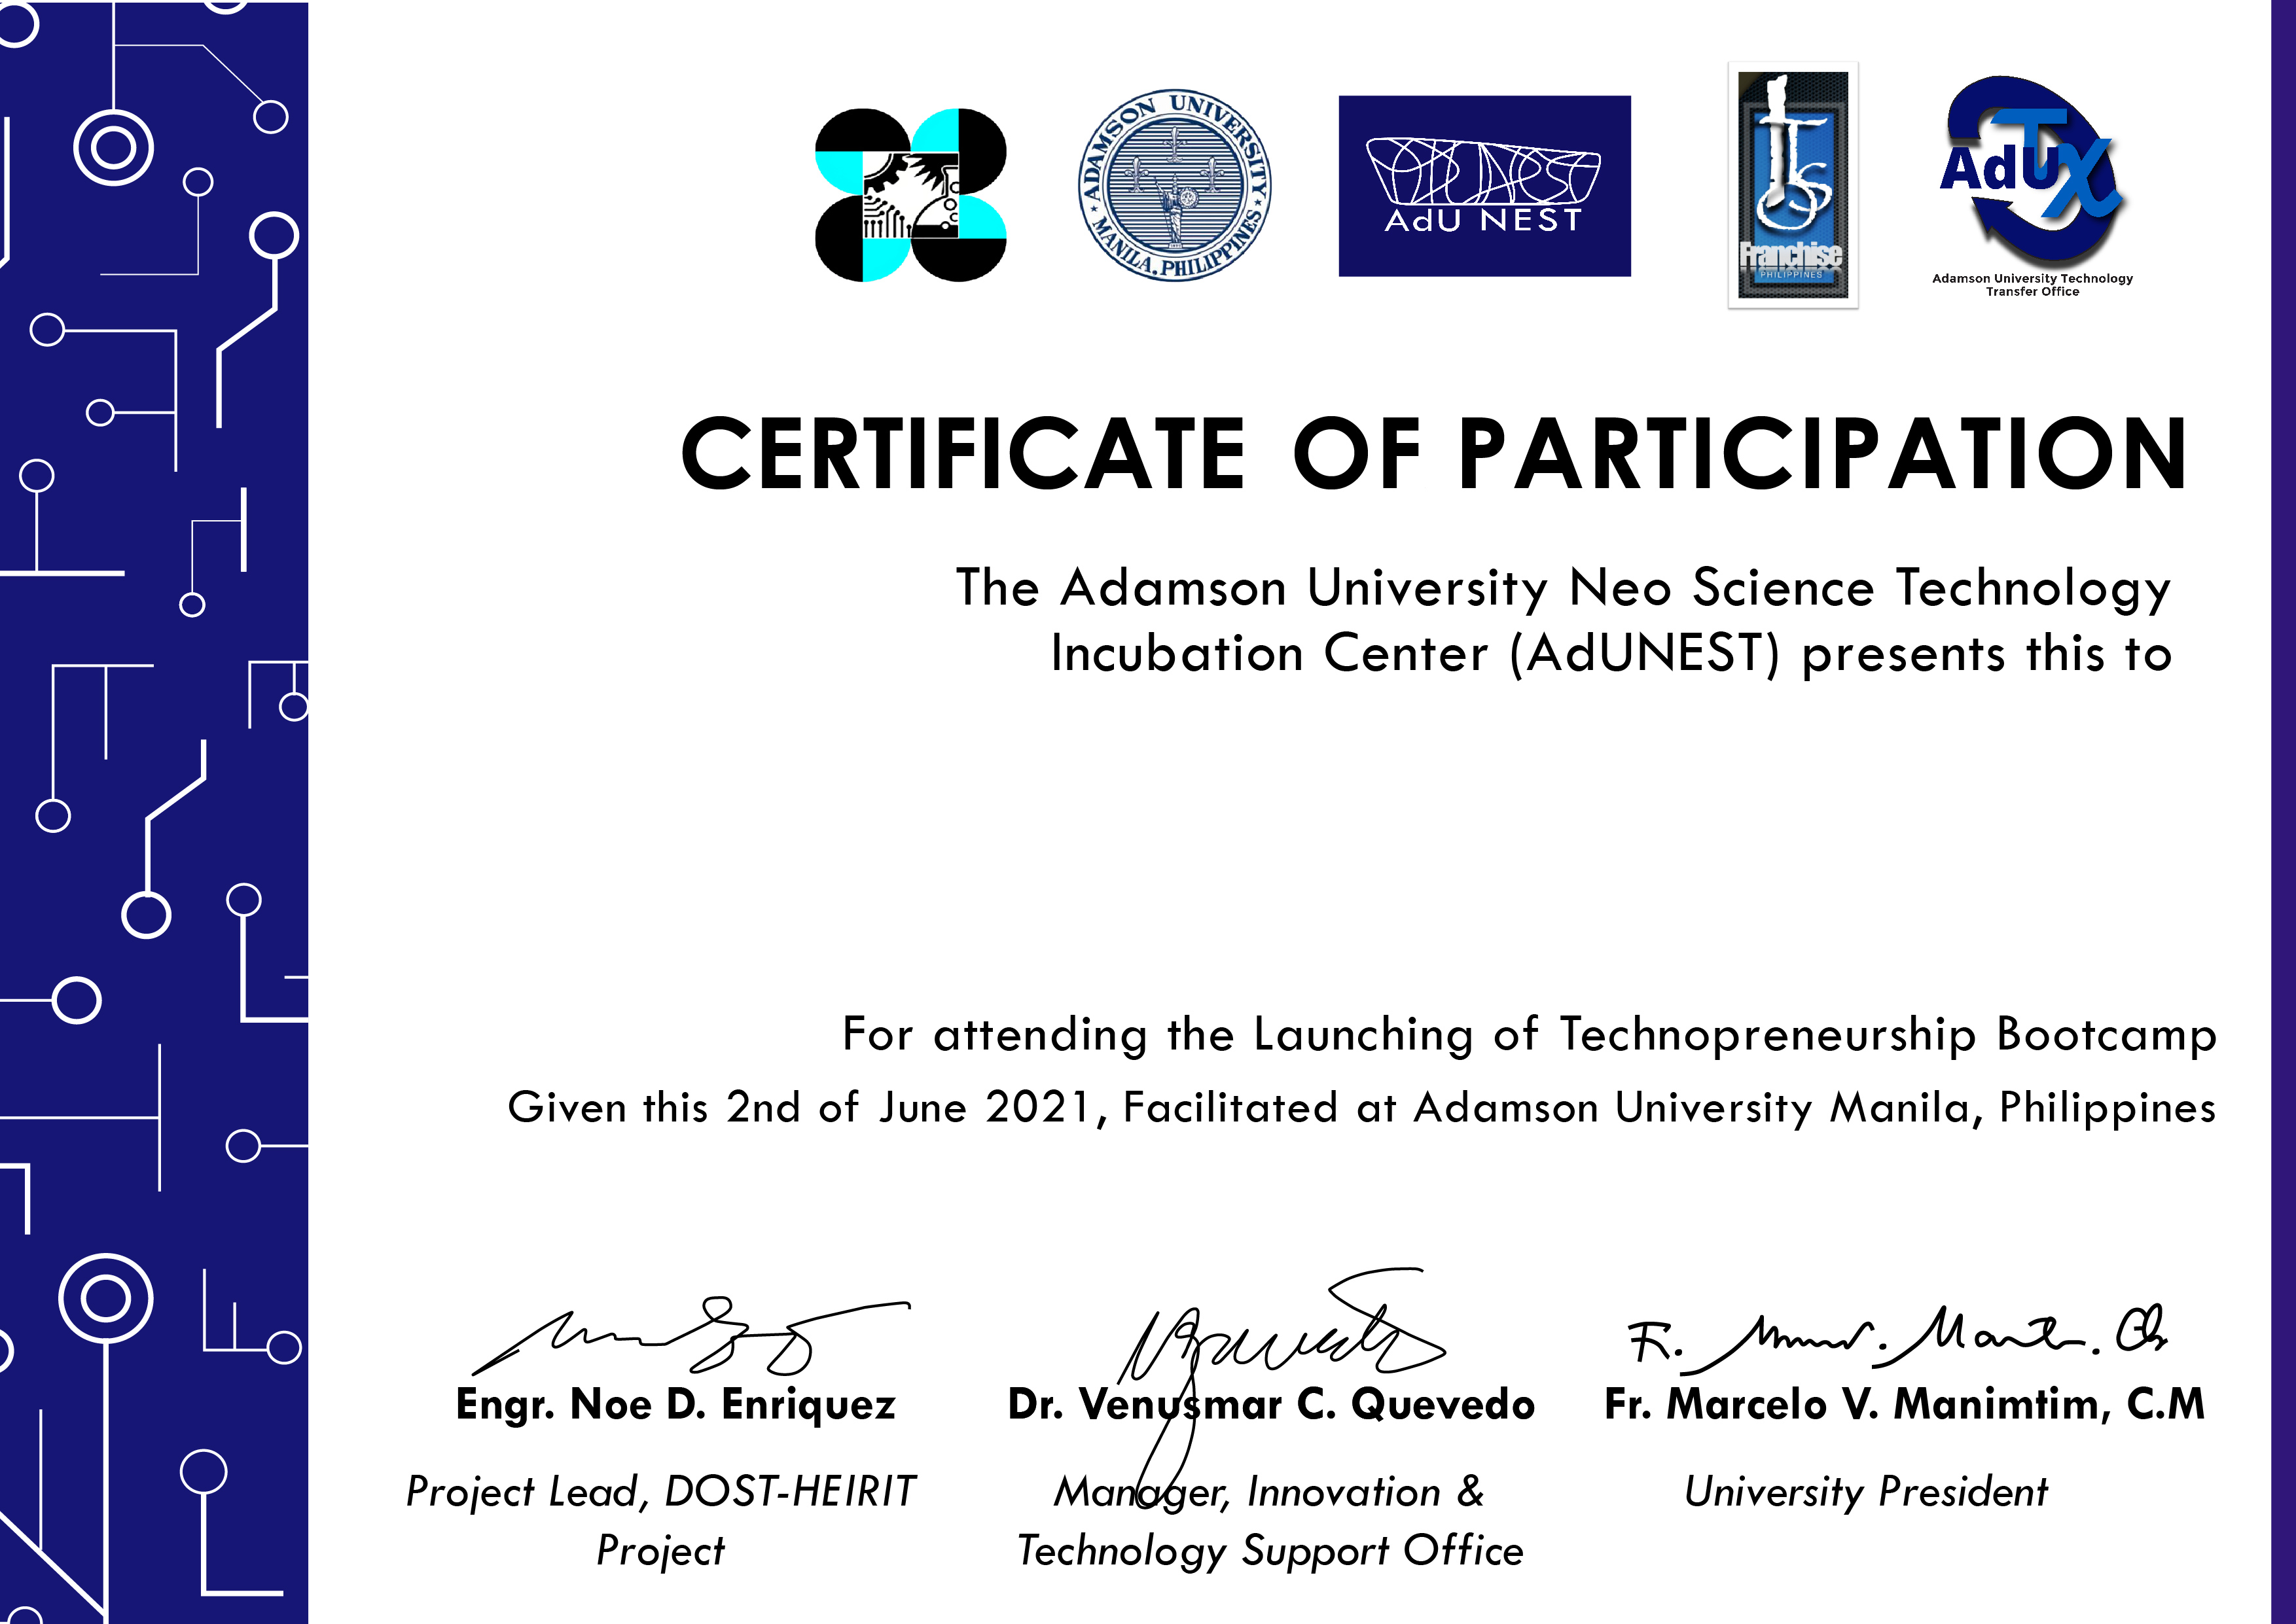 ADAMSON UNIVERSITY
MANILA, PHILIPPINES
AdU NEST
ITS
Franchise
PHILIPPINES
AdU TX
Adamson University Technology
Transfer Office
CERTIFICATE OF PARTICIPATION
The Adamson University Neo Science Technology
Incubation Center (AdUNEST) presents this to
For attending the Launching of Technopreneurship Bootcamp
Given this 2nd of June 2021, Facilitated at Adamson University Manila, Philippines
Engr. Noe D. Enriquez
Project Lead, DOST-HEIRIT
Project
Dr. Venusmar C. Quevedo
Manager, Innovation &
Technology Support Office
Fr. Marcelo V. Manimtim, C.M
University President